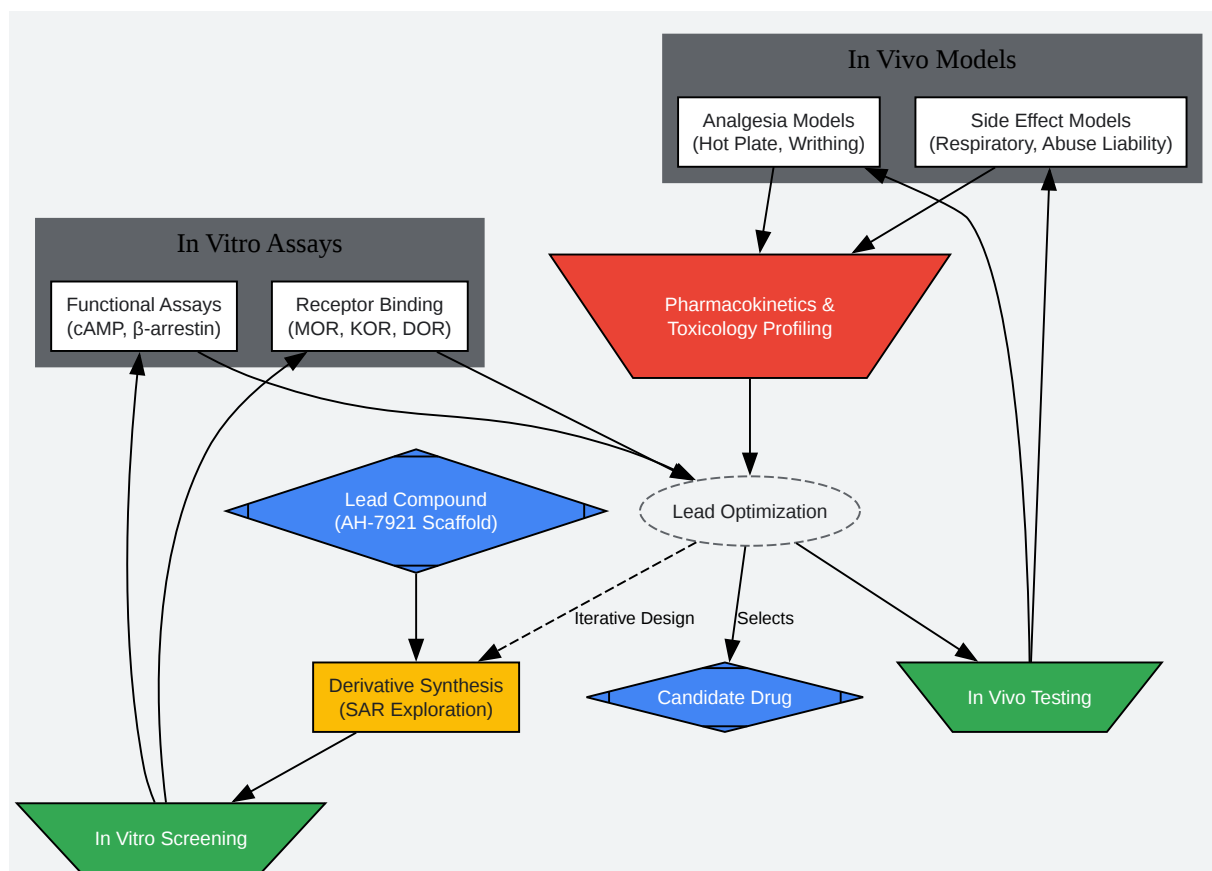 In Vivo Models
Analgesia Models
(Hot Plate, Writhing)
Side Effect Models
(Respiratory, Abuse Liability)
In Vitro Assays
Functional Assays
(cAMP, β-arrestin)
Receptor Binding
(MOR, KOR, DOR)
Pharmacokinetics &
Toxicology Profiling
Lead Compound
(AH-7921 Scaffold)
Lead Optimization
Iterative Design
Selects
Derivative Synthesis
(SAR Exploration)
Candidate Drug
In Vivo Testing
In Vitro Screening